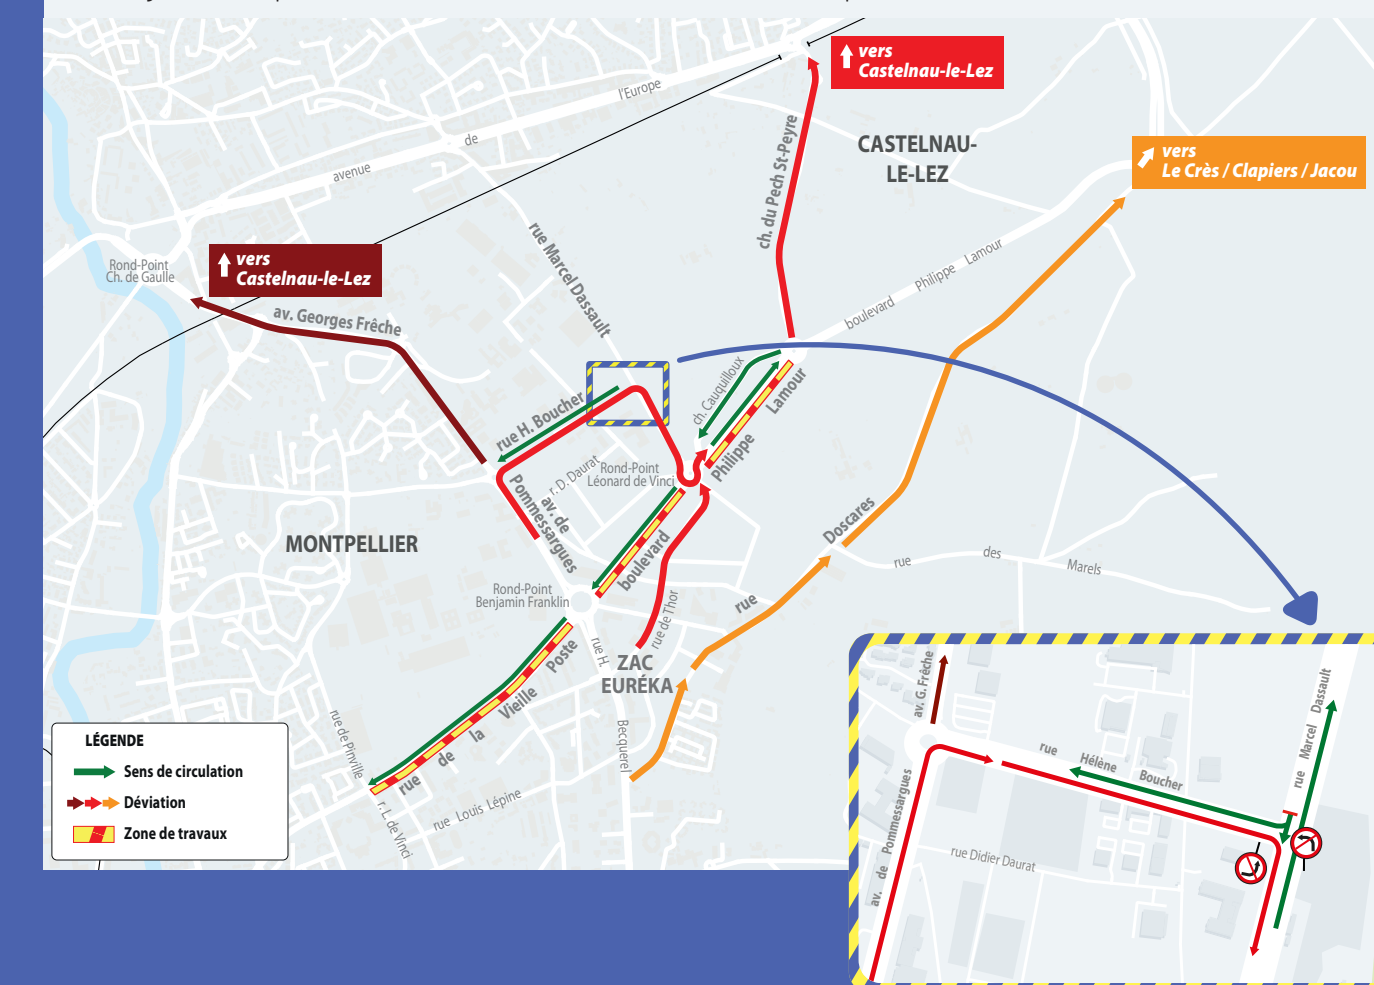 vers
Castelnau-le-Lez
l'Europe
de
avenue
ch. du Pech St-Peyre
CASTELNAU-
LE-LEZ
vers
Le Crès / Clapiers / Jacou
rue Marcel Dassault
boulevard Philippe Lamour
Rond-Point
Ch. de Gaulle
vers
Castelnau-le-Lez
av. Georges Frêche
ch. Cauquilloux
Lamour
Philippe
rue H. Boucher
r. D. Daurat
Rond-Point
Léonard de Vinci
av. de
Pommessargues
boulevard
MONTPELLIER
Doscares
rue
rue des Marels
Rond-Point
Benjamin Franklin
rue de Thor
rue H.
Becquerel
ZAC
EURÉKA
Poste
Vieille
la
de
rue
rue de Pinville
r. L. de Vinci
rue Louis Lépine
LÉGENDE
Sens de circulation
Déviation
Zone de travaux
av. G. Frêche
rue Hélène Boucher
rue Marcel Dassault
av. de Pommessargues
rue Didier Daurat